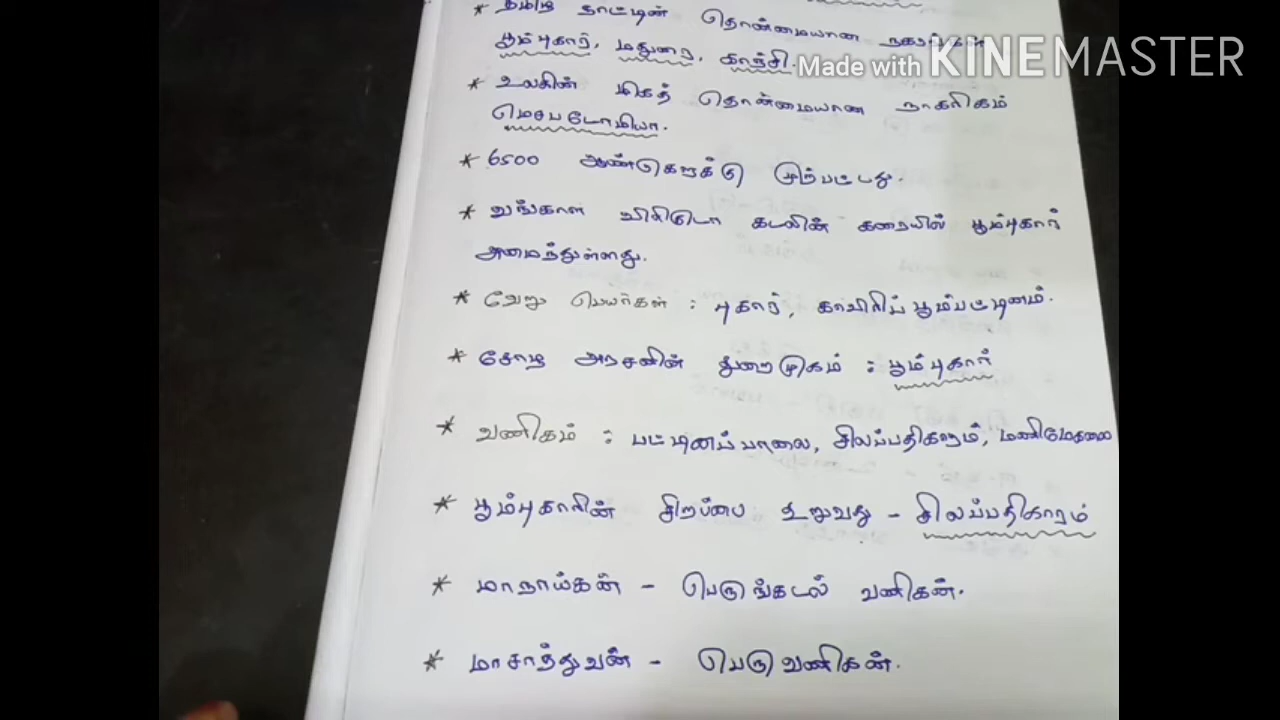 * தமிழ் நாட்டின் தொன்மையான நகரங்கள்
பூம்புகார், மதுரை, காஞ்சி.
Made with KINEMASTER
* உலகின் மிகத் தொன்மையான நாகரிகம்
மெசபடோமியா.
* 6500 ஆண்டுகளுக்கு முற்பட்டது.
* வங்காள விரிகுடா கடலின் கரையில் பூம்புகார்
அமைந்துள்ளது.
* வேறு பெயர்கள் : புகார், காவிரிப் பூம்பட்டினம்.
* சோழ அரசனின் துறைமுகம் : பூம்புகார்
* வணிகம் : பட்டினப்பாலை, சிலப்பதிகாரம், மணிமேகலை
* பூம்புகாரின் சிறப்பை கூறுவது - சிலப்பதிகாரம்
* மாநாய்கன் - பெருங்கடல் வணிகன்.
* மாசாத்துவன் - பெருவணிகன்.